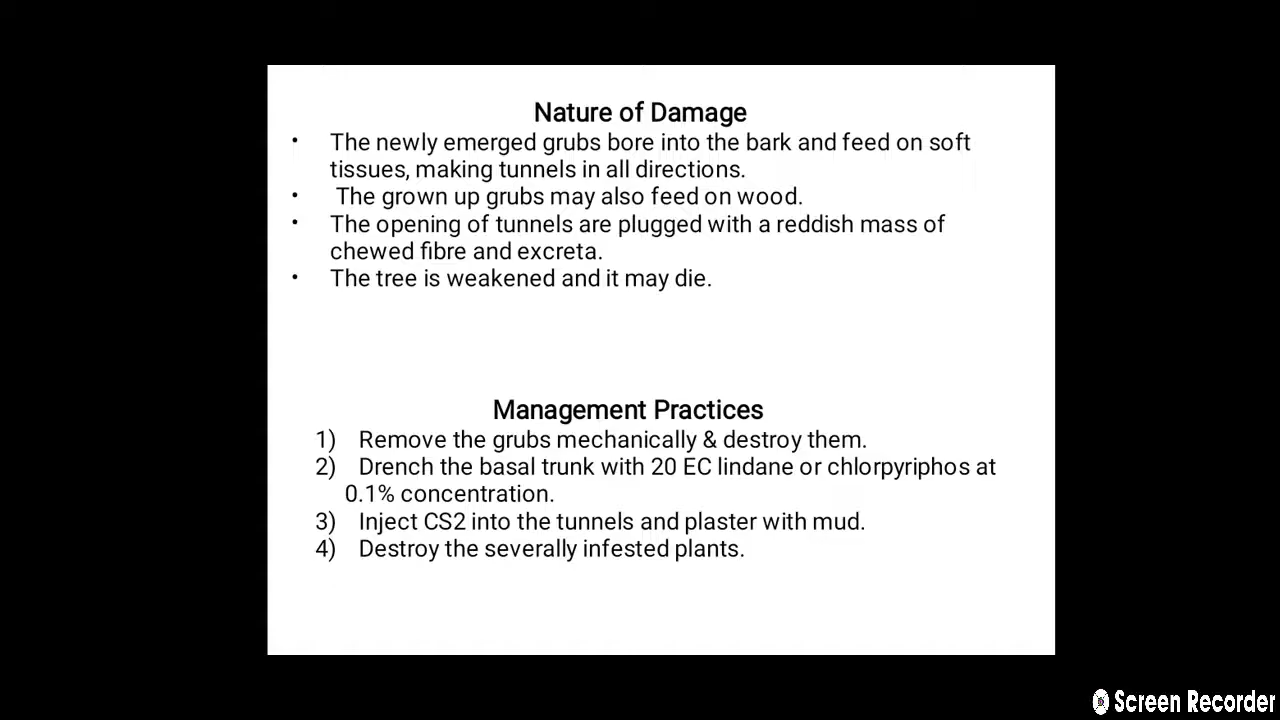 Nature of Damage
• The newly emerged grubs bore into the bark and feed on soft
tissues, making tunnels in all directions.
• The grown up grubs may also feed on wood.
• The opening of tunnels are plugged with a reddish mass of
chewed fibre and excreta.
• The tree is weakened and it may die.
Management Practices
1) Remove the grubs mechanically & destroy them.
2) Drench the basal trunk with 20 EC lindane or chlorpyriphos at
0.1% concentration.
3) Inject CS2 into the tunnels and plaster with mud.
4) Destroy the severally infested plants.
Screen Recorder